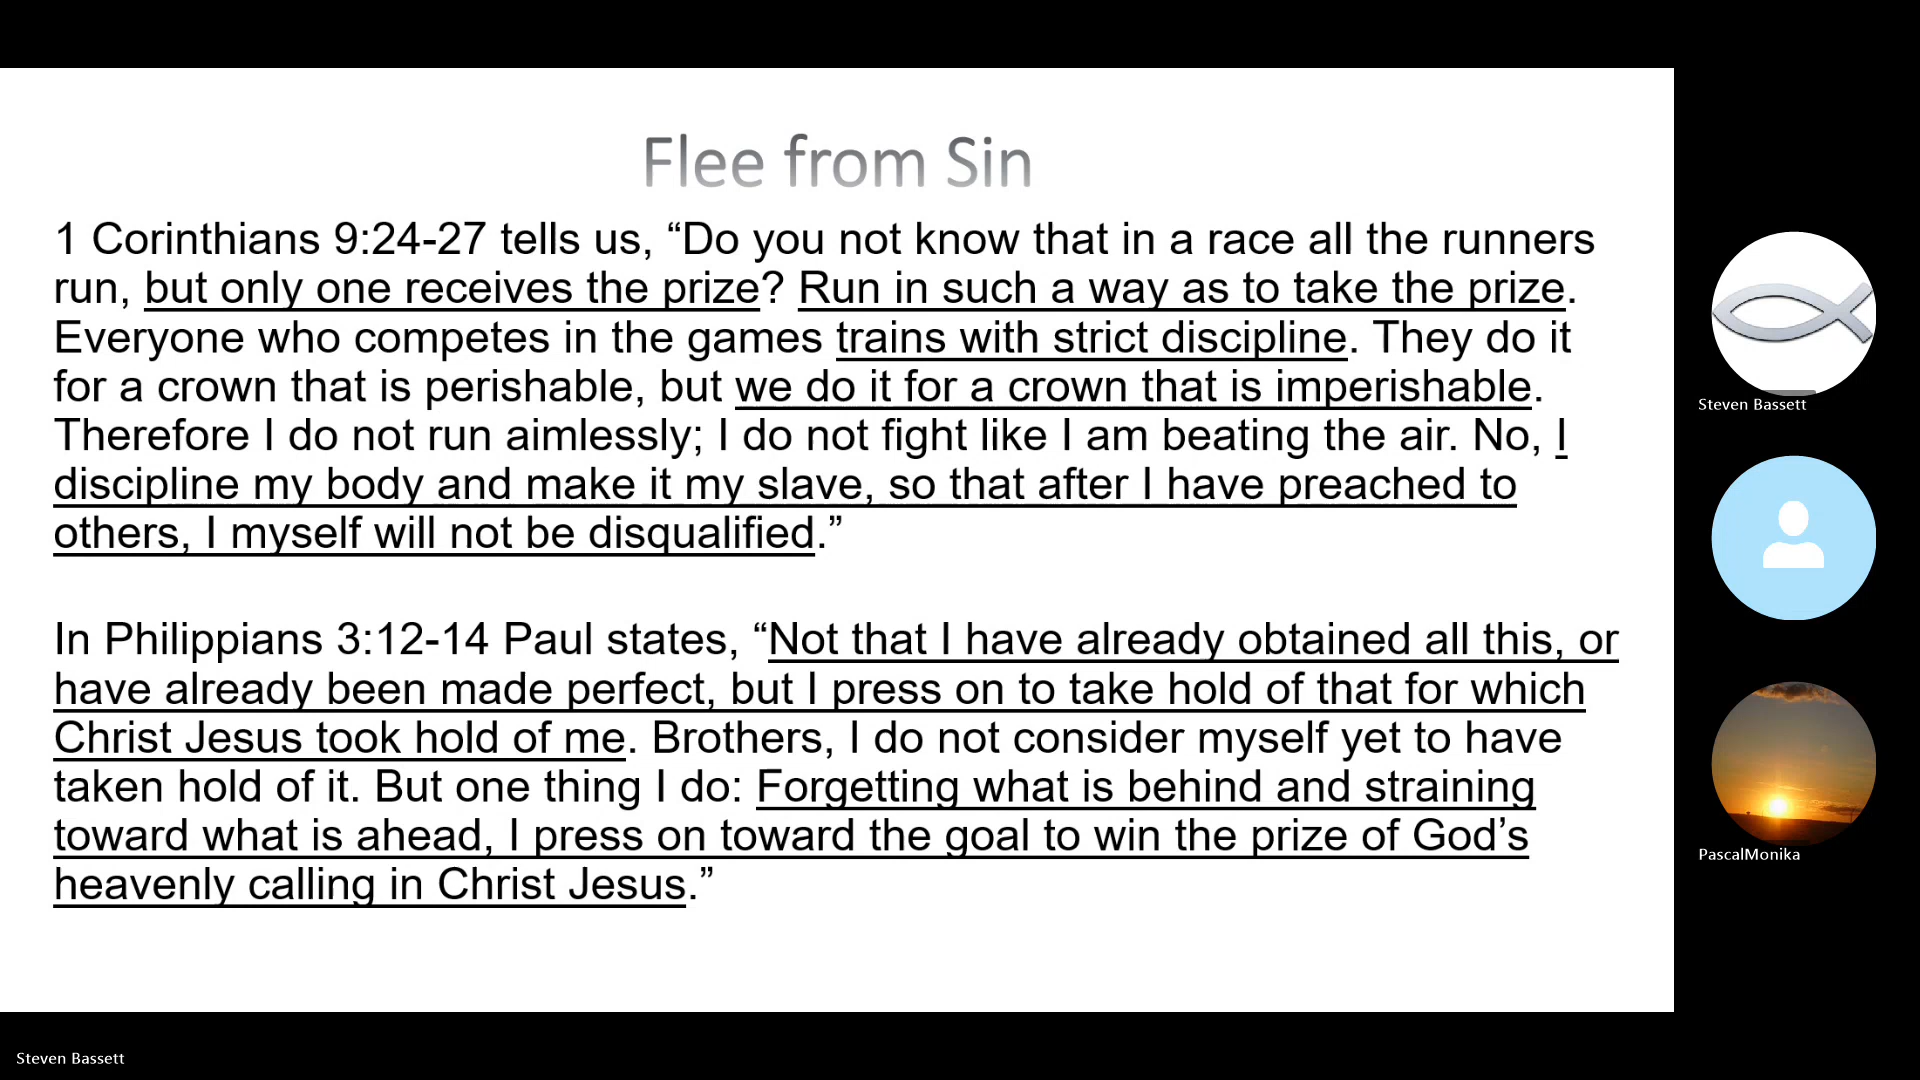 Flee from Sin
1 Corinthians 9:24-27 tells us, “Do you not know that in a race all the runners
run, but only one receives the prize? Run in such a way as to take the prize.
Everyone who competes in the games trains with strict discipline. They do it
for a crown that is perishable, but we do it for a crown that is imperishable.
Therefore I do not run aimlessly; I do not fight like I am beating the air. No, I
discipline my body and make it my slave, so that after I have preached to
others, I myself will not be disqualified.”
In Philippians 3:12-14 Paul states, “Not that I have already obtained all this, or
have already been made perfect, but I press on to take hold of that for which
Christ Jesus took hold of me. Brothers, I do not consider myself yet to have
taken hold of it. But one thing I do: Forgetting what is behind and straining
toward what is ahead, I press on toward the goal to win the prize of God’s
heavenly calling in Christ Jesus.”
Steven Bassett
PascalMonika
Steven Bassett